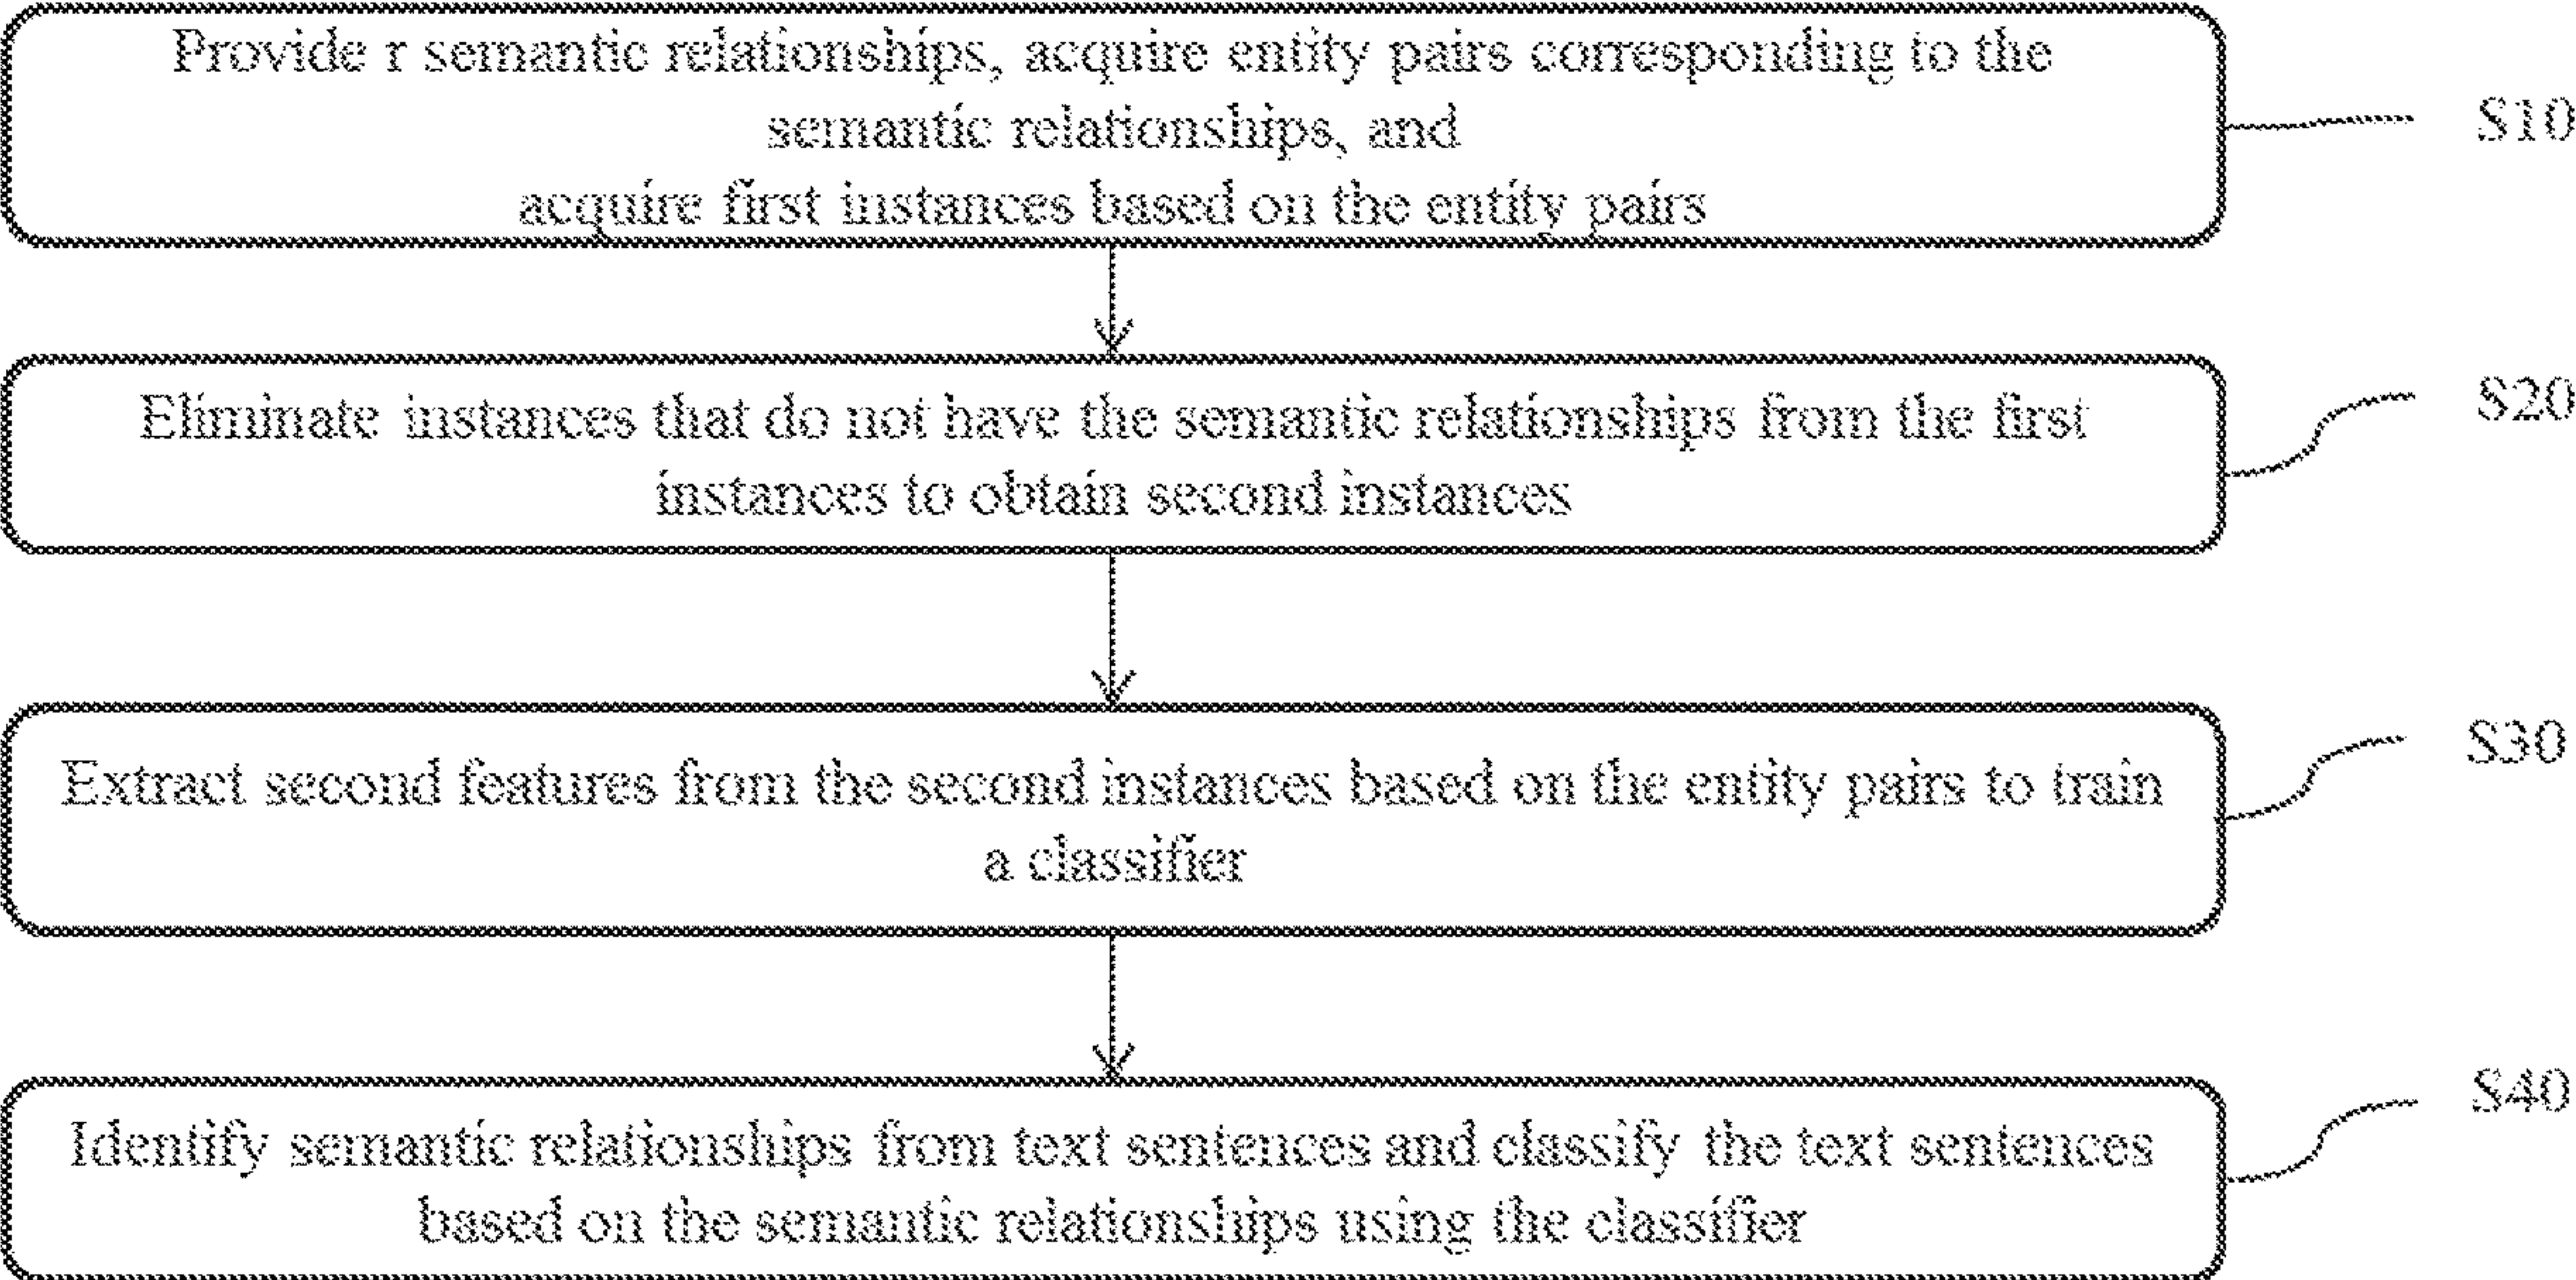 Provide r semantic relationships, acquire entity pairs corresponding to the
semantic relationships, and
acquire first instances based on the entity pairs
S10
Eliminate instances that do not have the semantic relationships from the first
instances to obtain second instances
S20
Extract second features from the second instances based on the entity pairs to train
a classifier
S30
Identify semantic relationships from text sentences and classify the text sentences
based on the semantic relationships using the classifier
S40